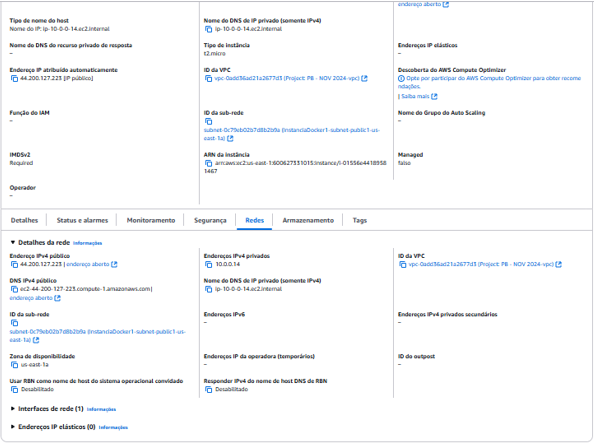 endereço aberto
Tipo de nome do host
Nome do IP: ip-10-0-0-14.ec2.internal
Nome do DNS de IP privado (somente IPv4)
ip-10-0-0-14.ec2.internal
Nome do DNS do recurso privado de resposta
–
Tipo de instância
t2.micro
Endereços IP elásticos
–
Endereço IP atribuído automaticamente
44.200.127.223 [IP público]
ID da VPC
vpc-0add36ad21a2677d3 (Project: PB - NOV 2024-vpc)
Descoberta do AWS Compute Optimizer
Opte por participar do AWS Compute Optimizer para obter recome
ndações.
| Saiba mais
Função do IAM
–
ID da sub-rede
subnet-0c79eb02b7d8b2b9a (InstanciaDocker1-subnet-public1-us-
east-1a)
Nome do Grupo do Auto Scaling
–
IMDSv2
Required
ARN da instância
arn:aws:ec2:us-east-1:600627331015:instance/i-01556e4418958
1467
Managed
false
Operador
–
Detalhes
Status e alarmes
Monitoramento
Segurança
Redes
Armazenamento
Tags
Detalhes da rede Informações
Endereço IPv4 público
44.200.127.223 | endereço aberto
Endereços IPv4 privados
10.0.0.14
ID da VPC
vpc-0add36ad21a2677d3 (Project: PB - NOV 2024-vpc)
DNS IPv4 público
ec2-44-200-127-223.compute-1.amazonaws.com |
endereço aberto
Nome do DNS de IP privado (somente IPv4)
ip-10-0-0-14.ec2.internal
ID da sub-rede
subnet-0c79eb02b7d8b2b9a (InstanciaDocker1-subnet-public1-us-
east-1a)
Endereços IPv6
–
Endereços IPv4 privados secundários
–
Zona de disponibilidade
us-east-1a
Endereços IP da operadora (temporários)
–
ID do outpost
–
Usar RBN como nome de host do sistema operacional convidado
Desabilitado
Responder IPv4 do nome de host DNS de RBN
Desabilitado
Interfaces de rede (1) Informações
Endereços IP elásticos (0) Informações